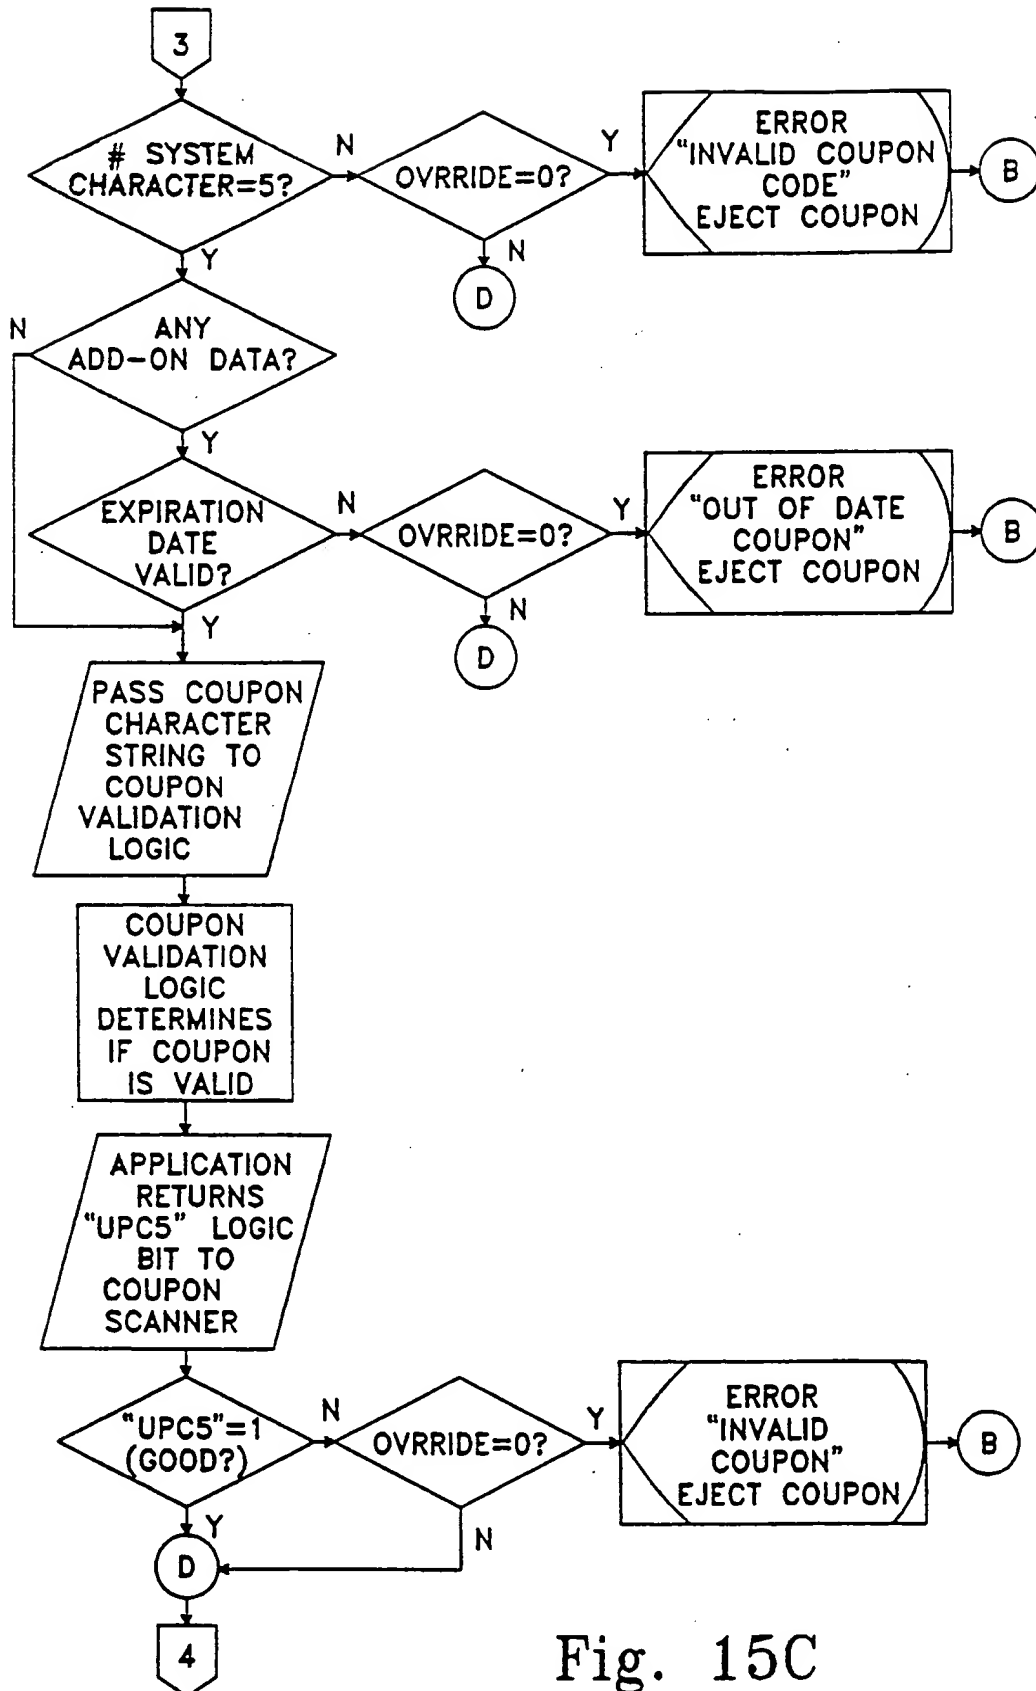 3
# SYSTEM
CHARACTER=5?
N
OVRRIDE=0?
Y
ERROR
"INVALID COUPON
CODE"
EJECT COUPON
B
Y
N
D
N
ANY
ADD-ON DATA?
Y
EXPIRATION
DATE
VALID?
N
OVRRIDE=0?
Y
ERROR
"OUT OF DATE
COUPON"
EJECT COUPON
B
Y
N
D
PASS COUPON
CHARACTER
STRING TO
COUPON
VALIDATION
LOGIC
COUPON
VALIDATION
LOGIC
DETERMINES
IF COUPON
IS VALID
APPLICATION
RETURNS
"UPC5" LOGIC
BIT TO
COUPON
SCANNER
"UPC5"=1
(GOOD?)
N
OVRRIDE=0?
Y
ERROR
"INVALID
COUPON"
EJECT COUPON
B
Y
N
D
4
Fig. 15C